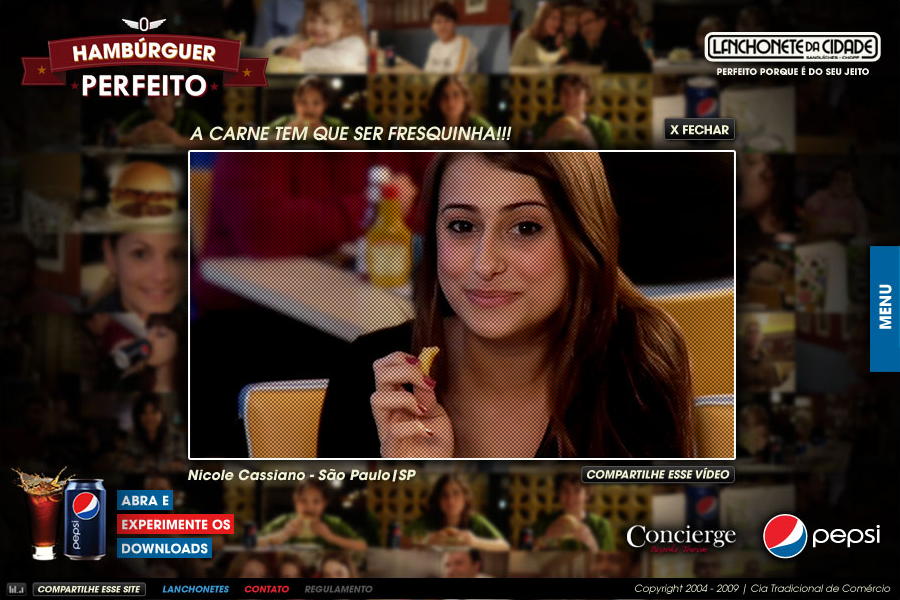 O
HAMBÚRGUER
PERFEITO
LANCHONETE DA CIDADE
SANDUÍCHES - CHOPP
PERFEITO PORQUE É DO SEU JEITO
A CARNE TEM QUE SER FRESQUINHA!!!
X FECHAR
MENU
Nicole Cassiano - São Paulo|SP
COMPARTILHE ESSE VÍDEO
pepsi
ABRA E
EXPERIMENTE OS
DOWNLOADS
Concierge
pepsi
COMPARTILHE ESSE SITE
LANCHONETES
CONTATO
REGULAMENTO
Copyright 2004 - 2009 | Cia Tradicional de Comércio